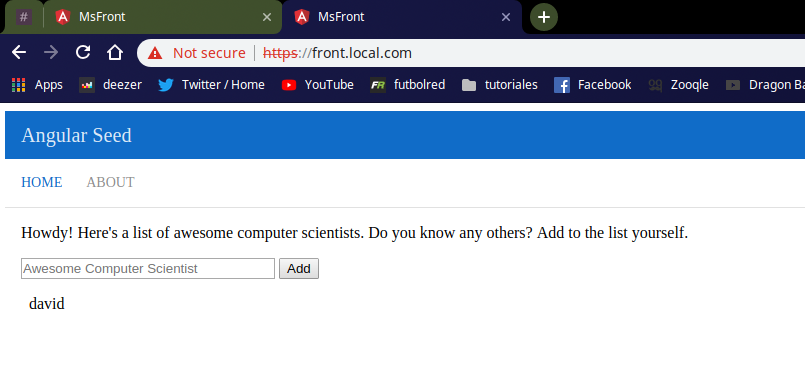 # MsFront MsFront
Not secure https://front.local.com
Apps deezer Twitter / Home YouTube FR futbolred tutoriales Facebook Zooqle Dragon Ba
Angular Seed
HOME ABOUT
Howdy! Here's a list of awesome computer scientists. Do you know any others? Add to the list yourself.
Awesome Computer Scientist Add
david